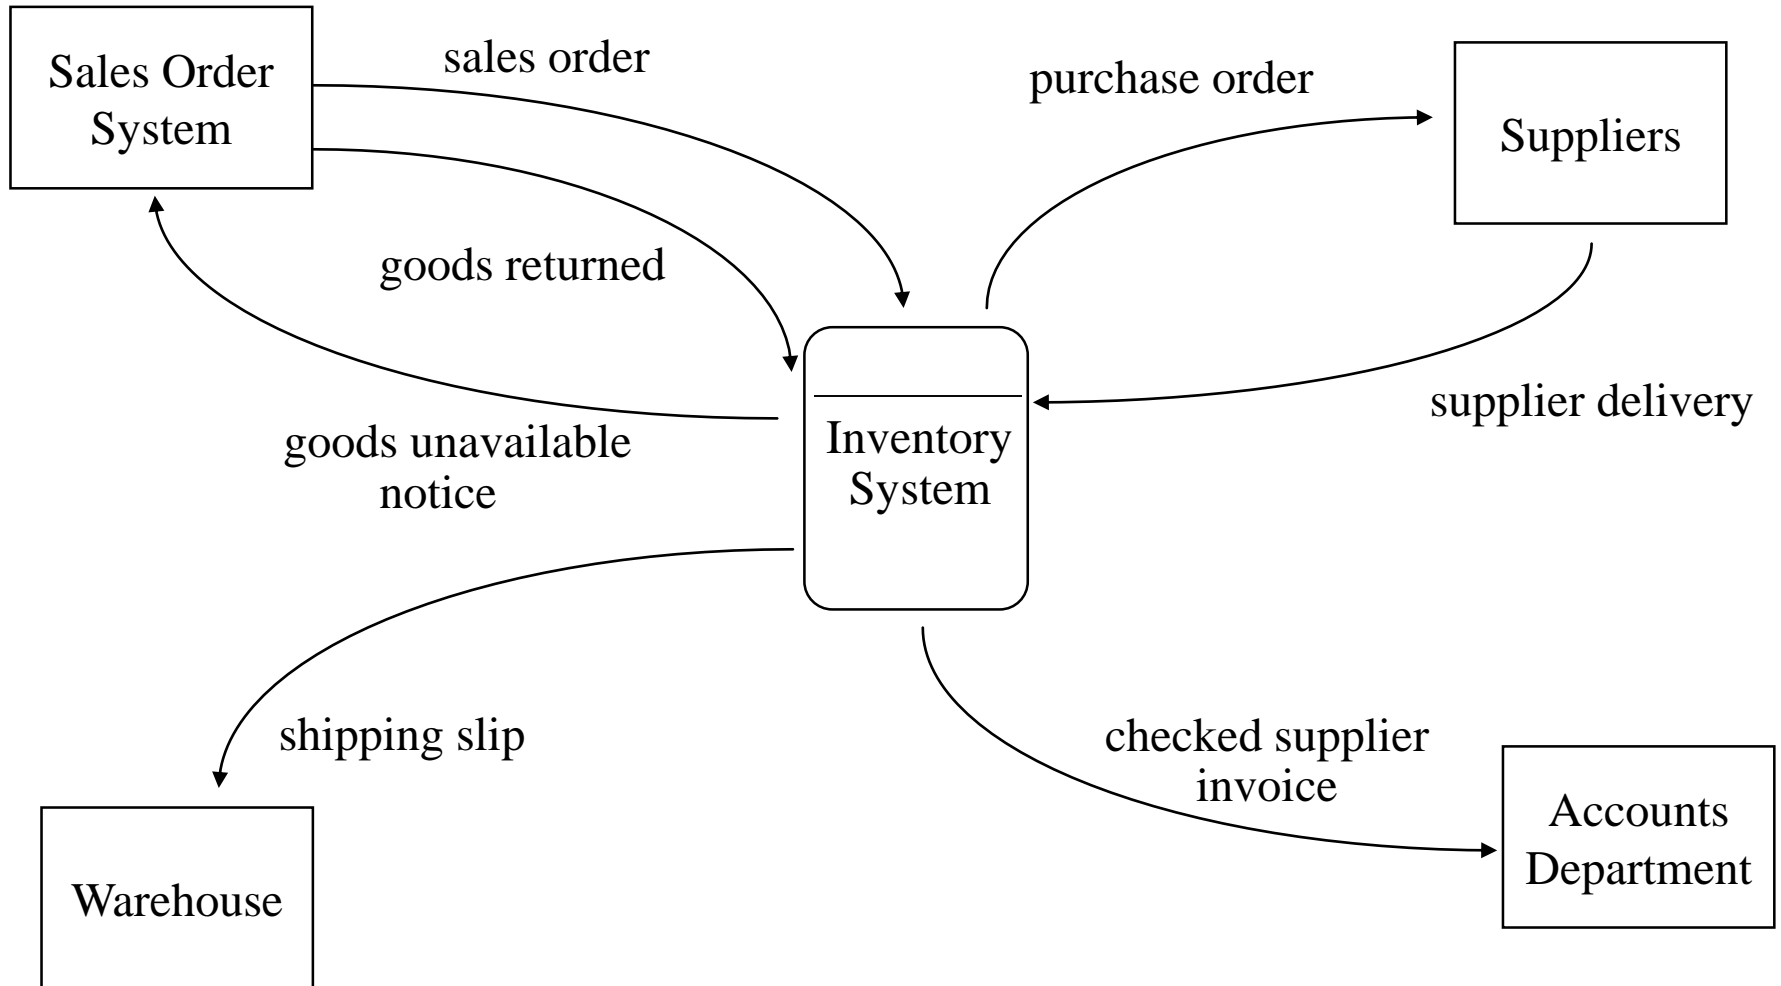 Sales Order
System
sales order
goods returned
goods unavailable
notice
purchase order
Suppliers
supplier delivery
Inventory
System
shipping slip
Warehouse
checked supplier
invoice
Accounts
Department